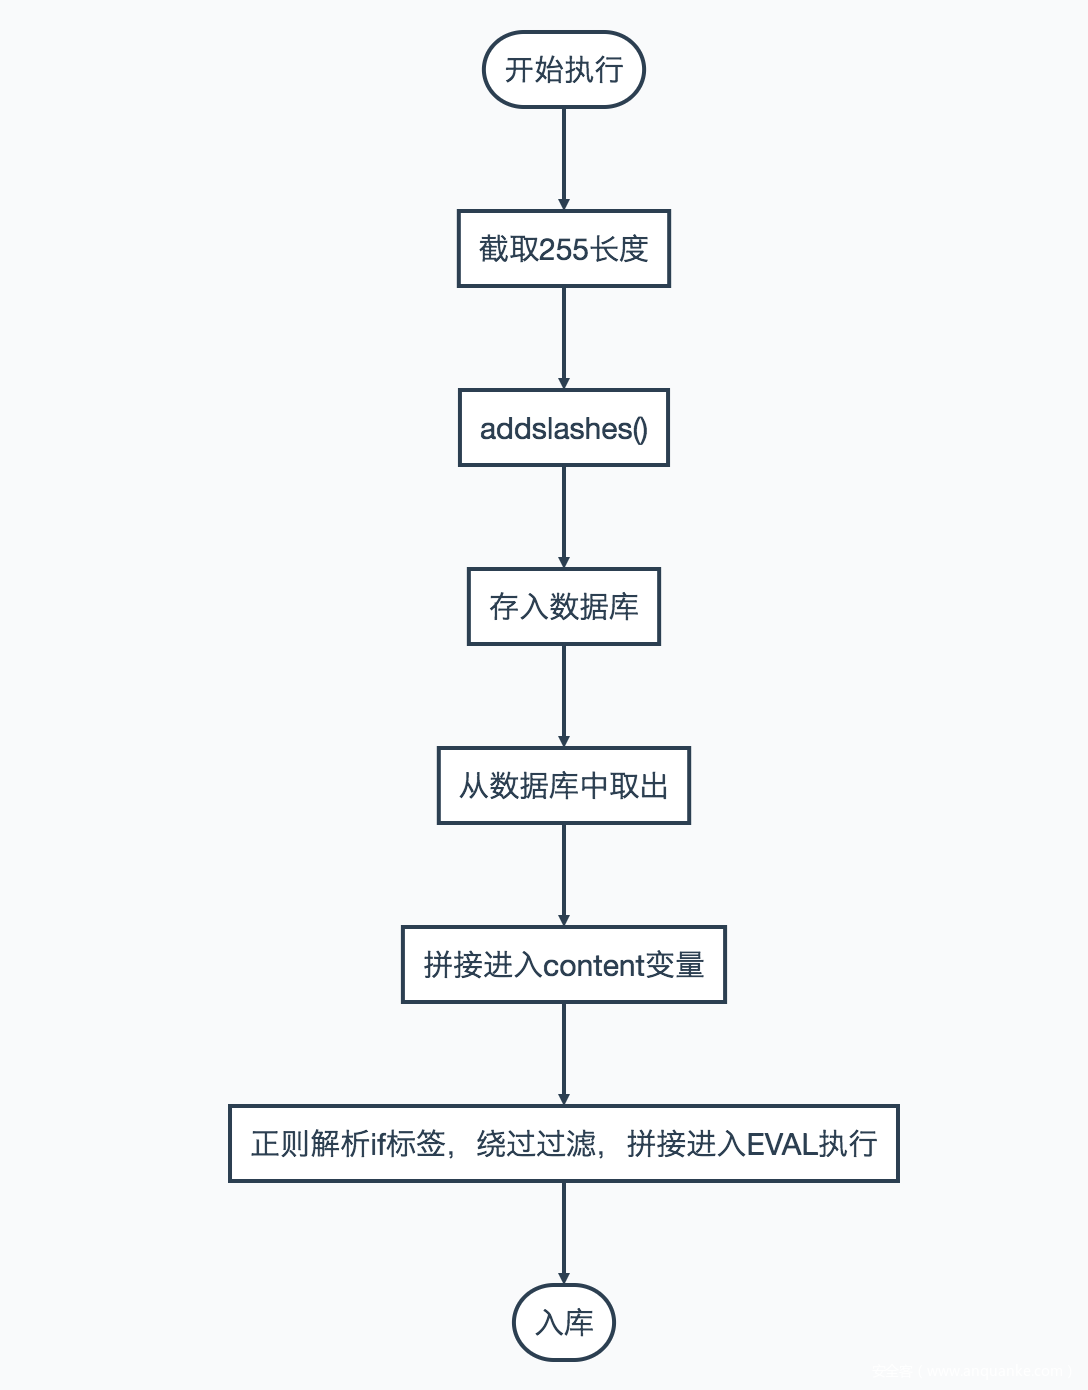 开始执行
截取255长度
addslashes()
存入数据库
从数据库中取出
拼接进入content变量
正则解析if标签，绕过过滤，拼接进入EVAL执行
入库